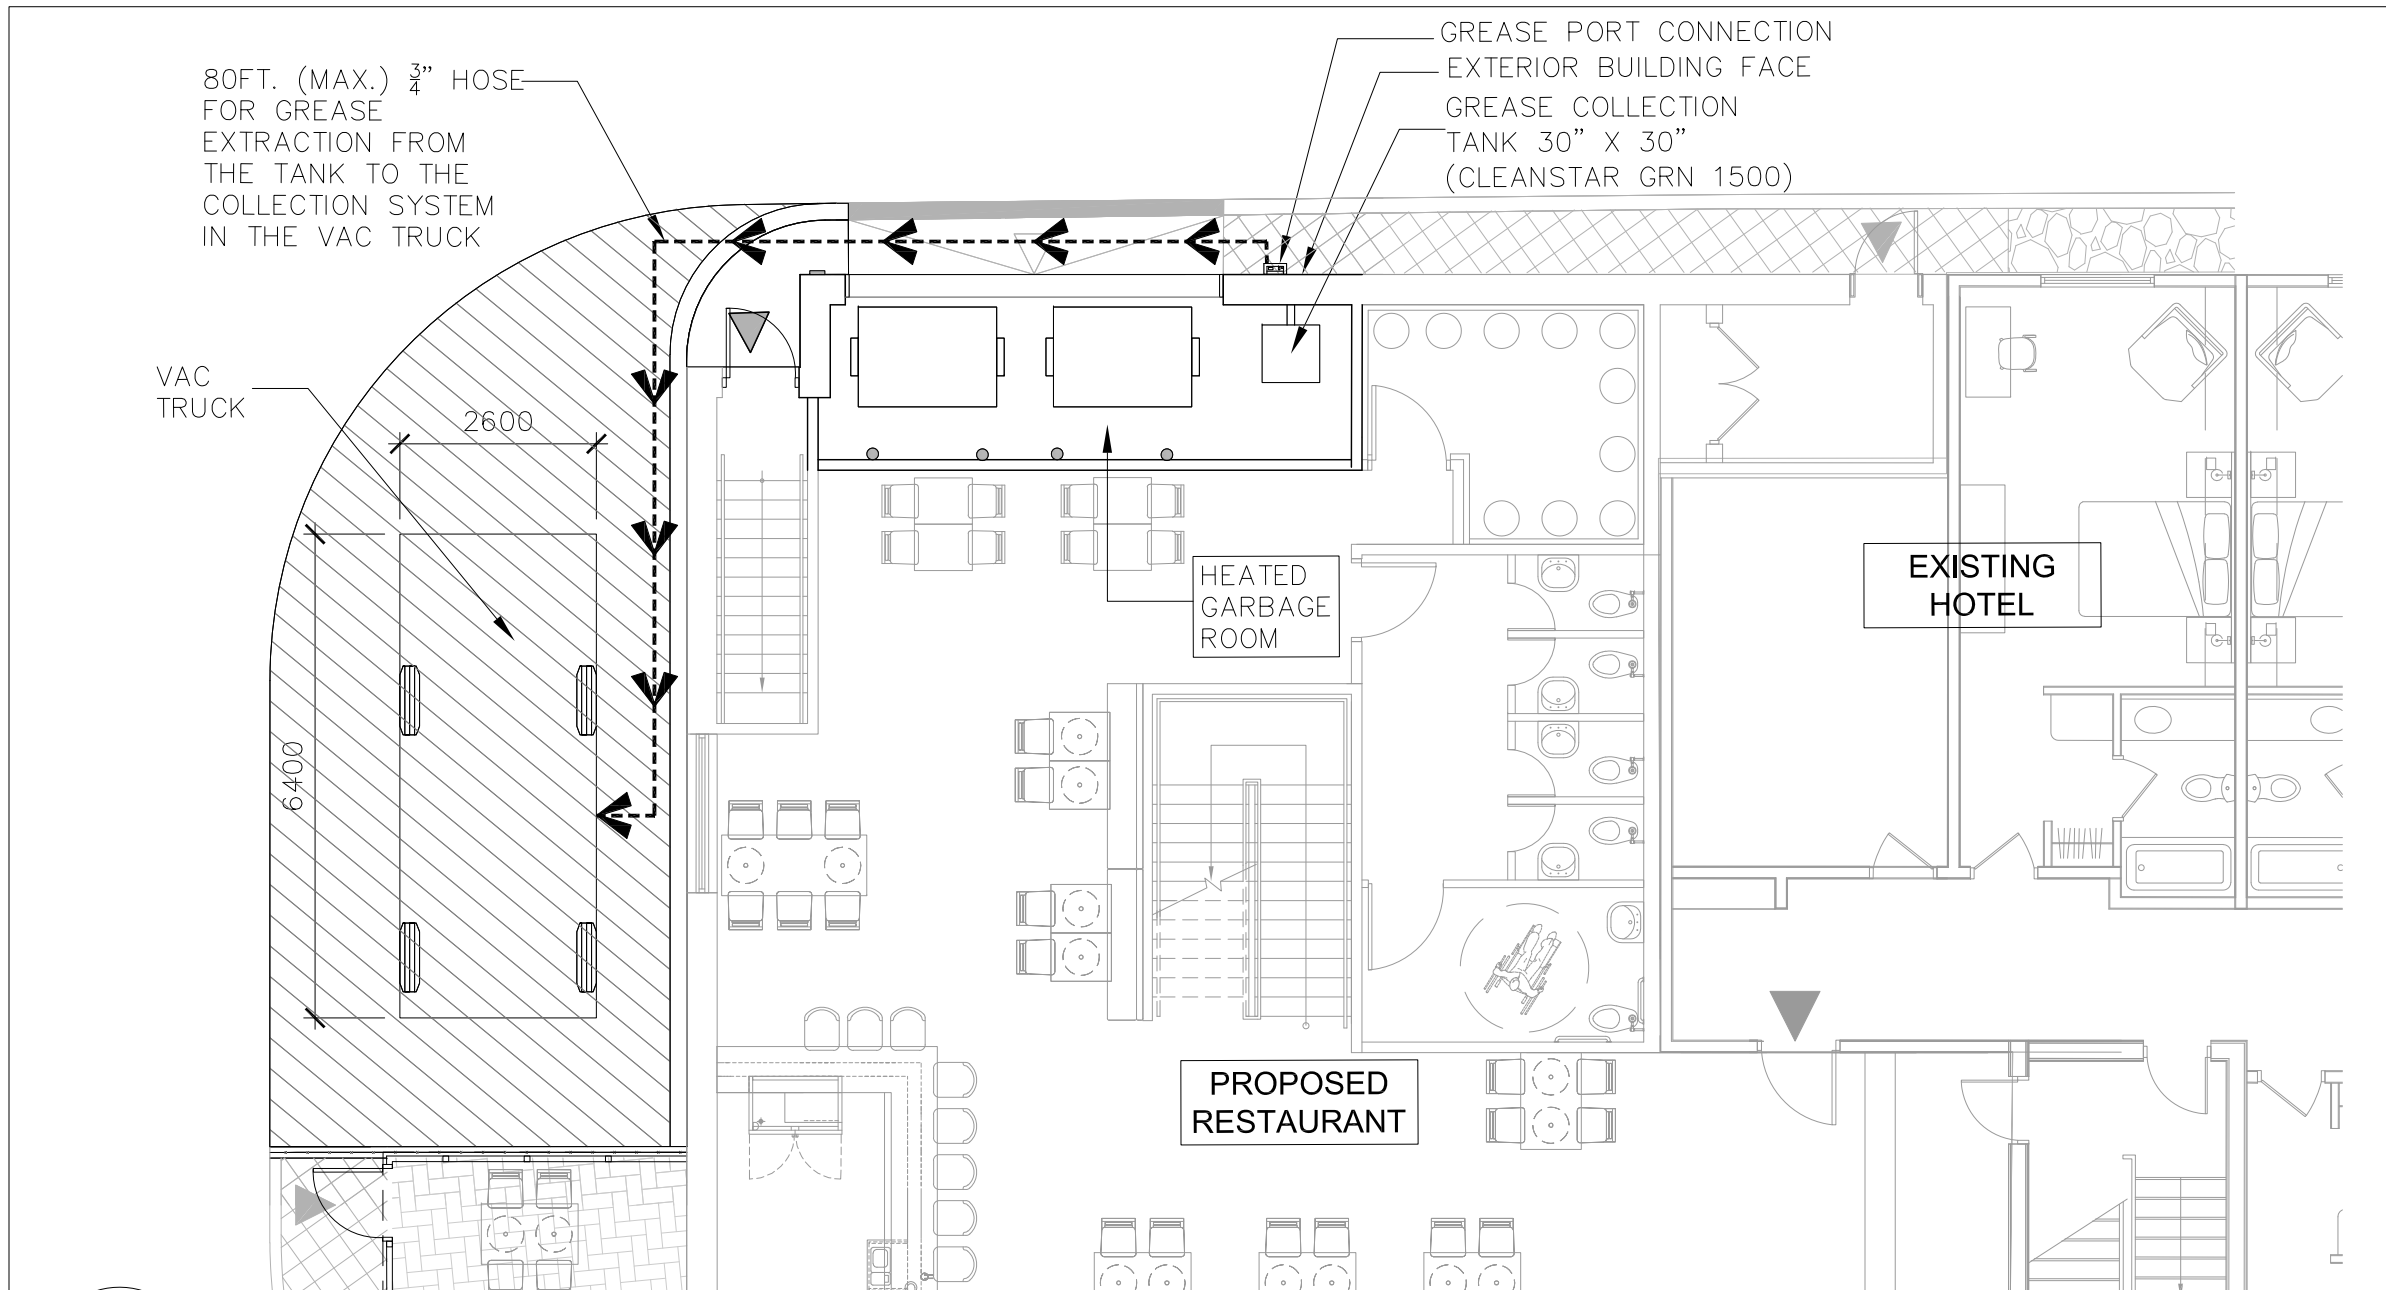 80FT. (MAX.) 3/4” HOSE
FOR GREASE
EXTRACTION FROM
THE TANK TO THE
COLLECTION SYSTEM
IN THE VAC TRUCK
GREASE PORT CONNECTION
EXTERIOR BUILDING FACE
GREASE COLLECTION
TANK 30” X 30”
(CLEANSTAR GRN 1500)
VAC
TRUCK
2600
6400
HEATED
GARBAGE
ROOM
EXISTING
HOTEL
PROPOSED
RESTAURANT